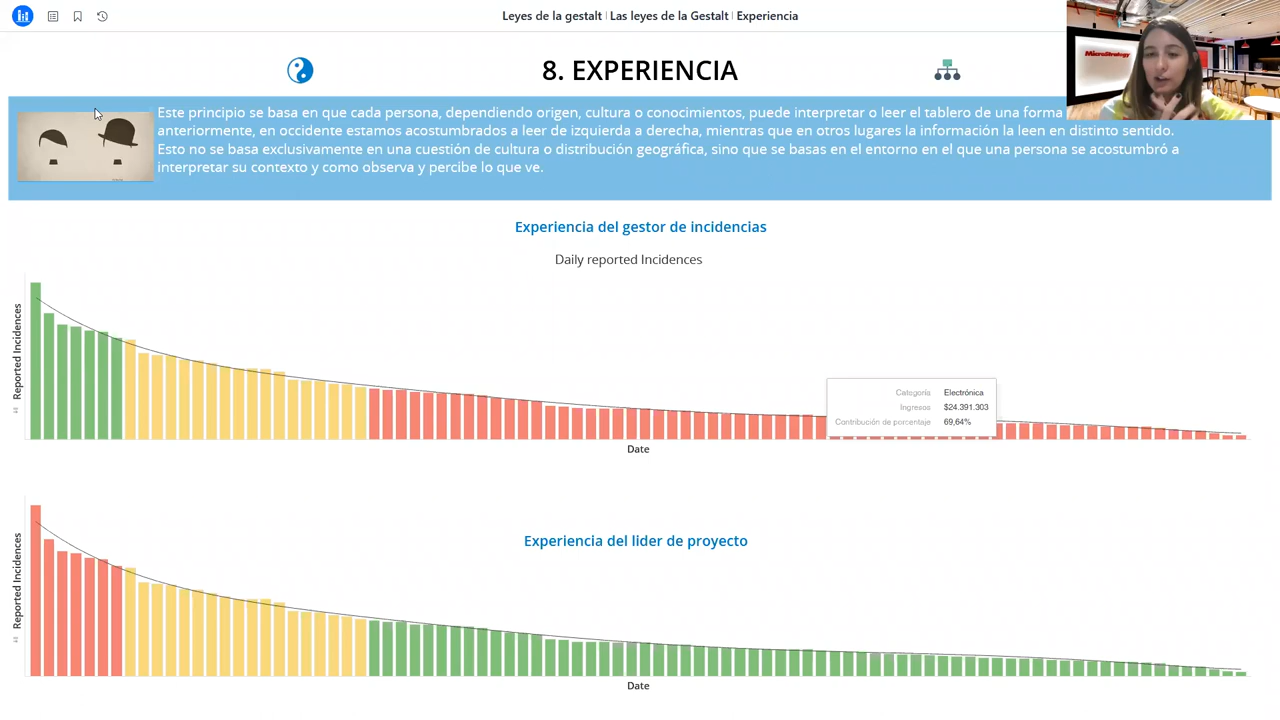 Leyes de la gestalt | Las leyes de la Gestalt | Experiencia
MicroStrategy
8. EXPERIENCIA
Este principio se basa en que cada persona, dependiendo origen, cultura o conocimientos, puede interpretar o leer el tablero de una forma
anteriormente, en occidente estamos acostumbrados a leer de izquierda a derecha, mientras que en otros lugares la información la leen en distinto sentido.
Esto no se basa exclusivamente en una cuestión de cultura o distribución geográfica, sino que se basas en el entorno en el que una persona se acostumbró a
interpretar su contexto y como observa y percibe lo que ve.
Experiencia del gestor de incidencias
Daily reported Incidences
Reported Incidences
Categoría Electrónica
Ingresos $24.391.303
Contribución de porcentaje 69,64%
Date
Experiencia del lider de proyecto
Reported Incidences
Date